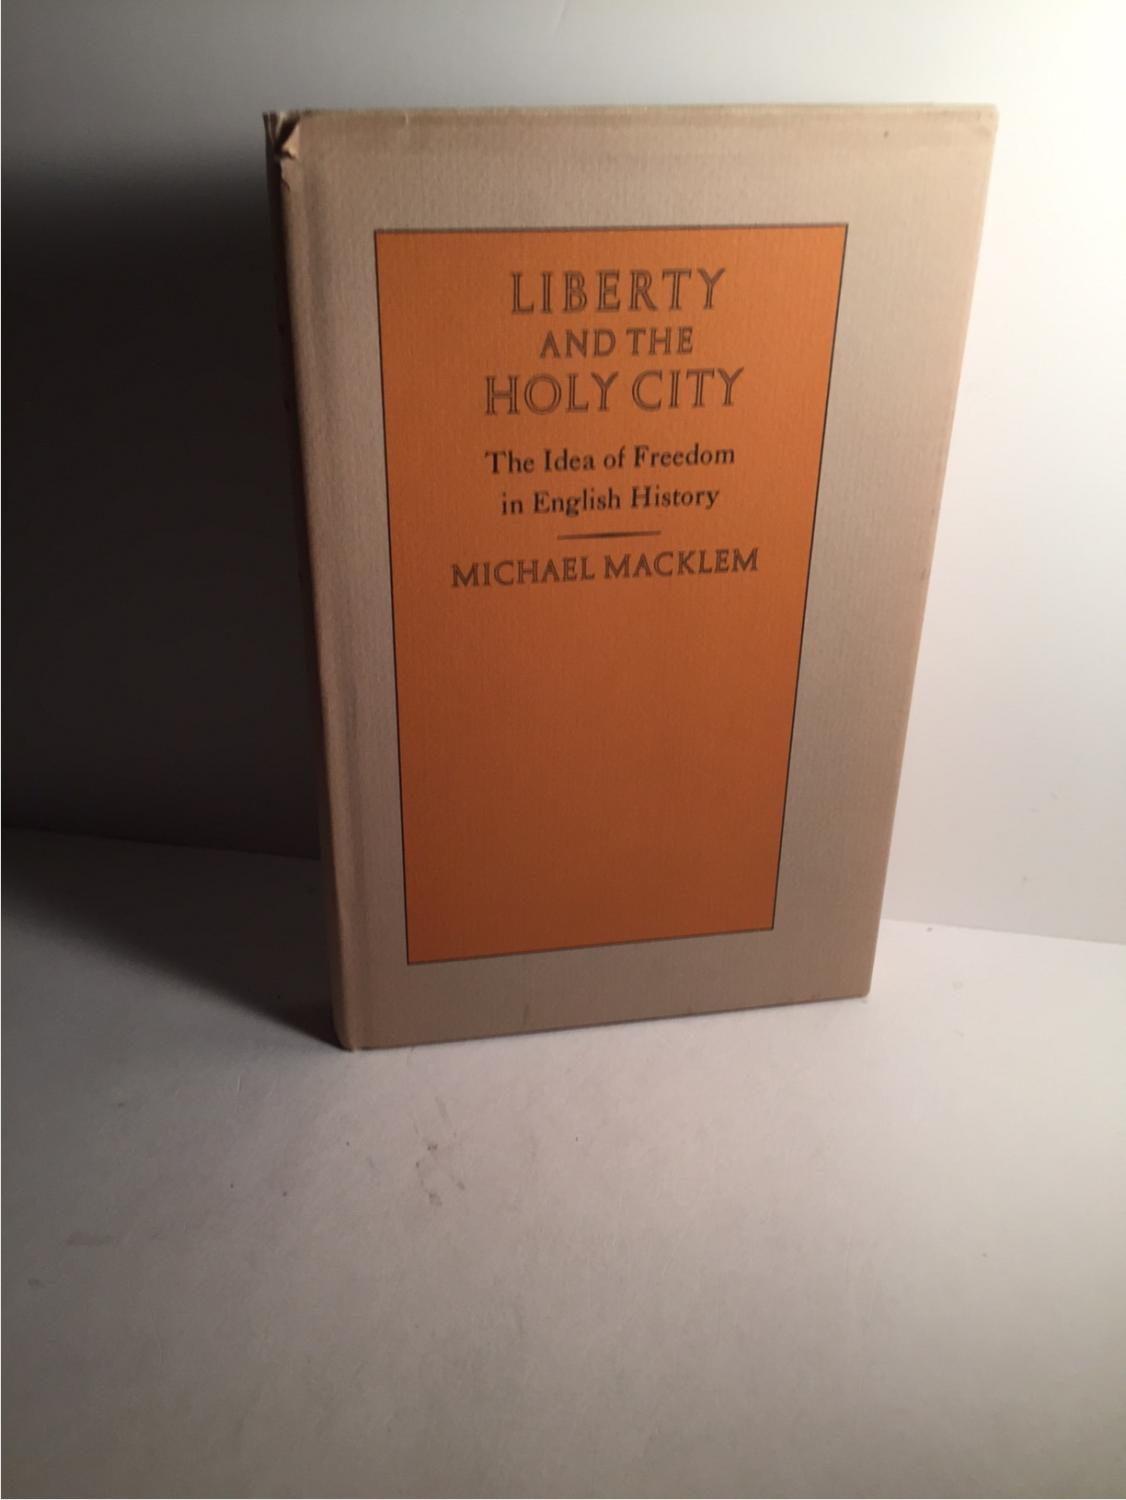 LIBERTY
AND THE
HOLY CITY
The Idea of Freedom
in English History
MICHAEL MACKLEM